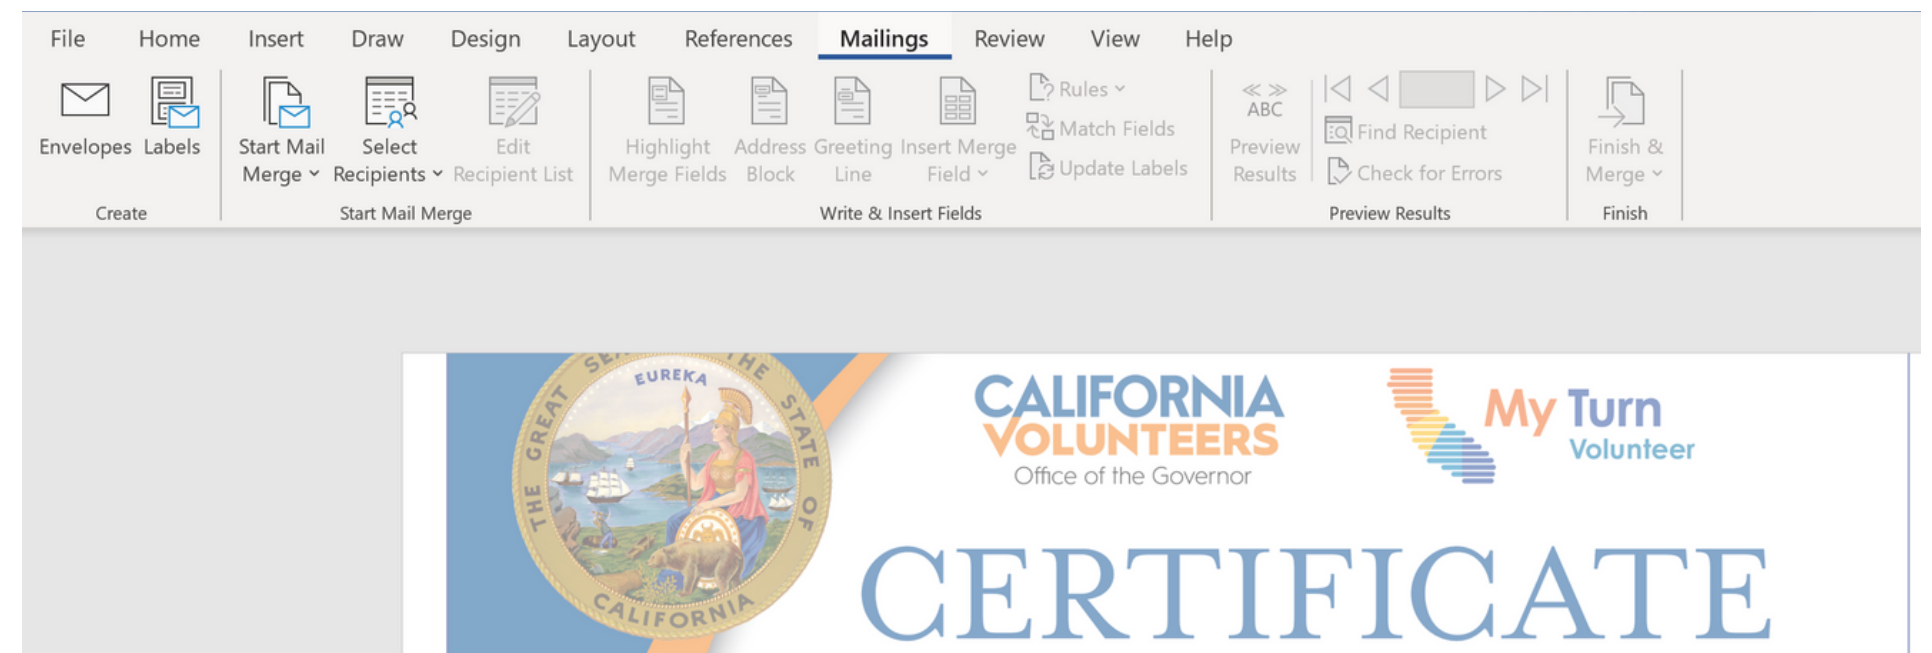 File Home Insert Draw Design Layout References Mailings Review View Help
Envelopes
Labels
Create
Start Mail
Merge
Select
Recipients
Edit
Recipient List
Start Mail Merge
Highlight
Merge Fields
Address
Block
Greeting
Line
Insert Merge
Field
Rules
Match Fields
Update Labels
Write & Insert Fields
ABC
Preview
Results
Find Recipient
Check for Errors
Preview Results
Finish &
Merge
Finish
THE GREAT SEAL OF THE STATE OF
EUREKA
CALIFORNIA
CALIFORNIA
VOLUNTEERS
Office of the Governor
My Turn
Volunteer
CERTIFICATE